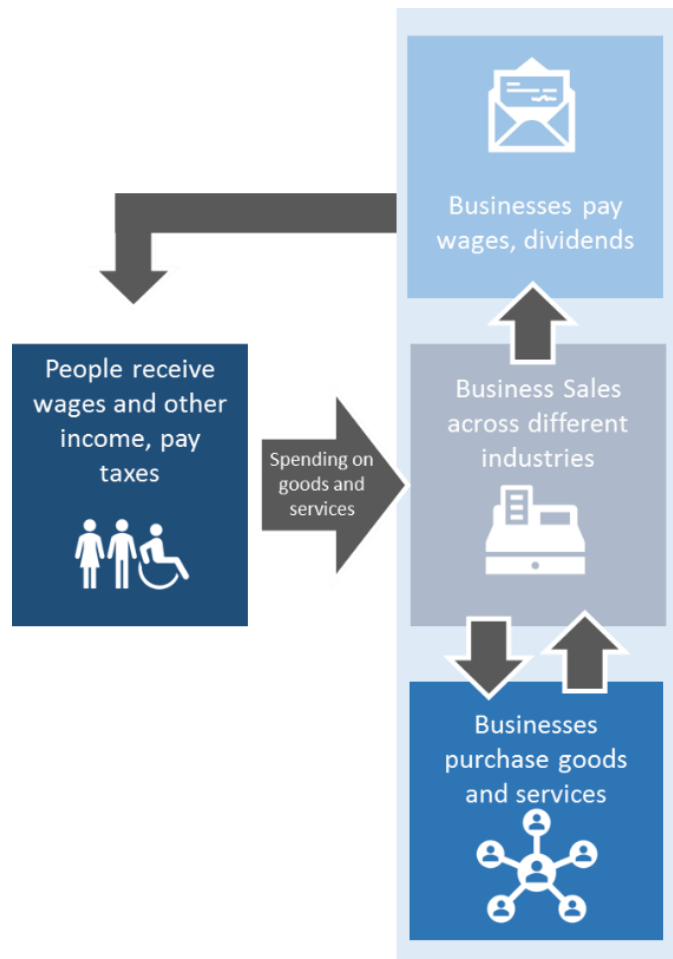 Businesses pay
wages, dividends
People receive
wages and other
income, pay
taxes
Spending on
goods and
services
Business Sales
across different
industries
Businesses
purchase goods
and services